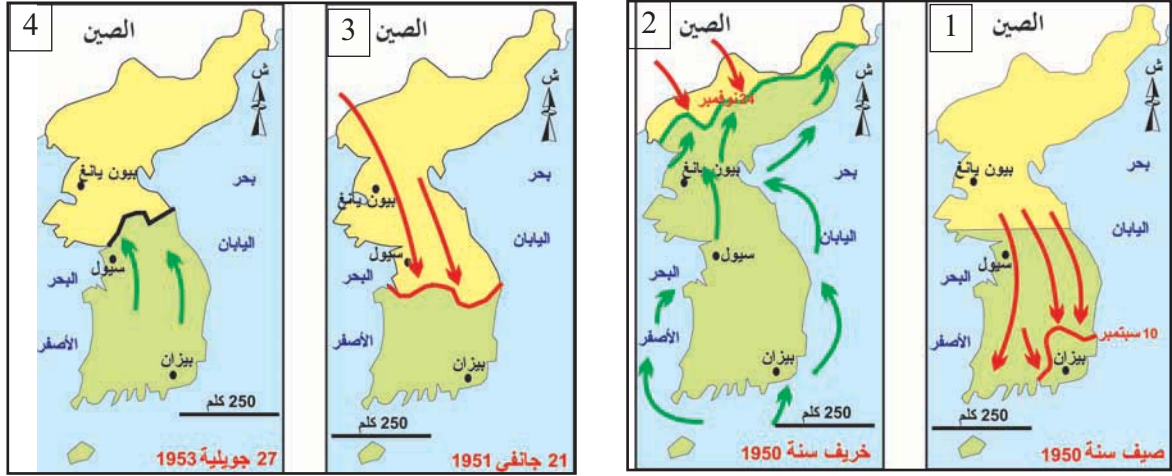 1
الصين
ش
بيون يانغ
بحر
اليابان
سيول
البحر
الأصفر
10 سبتمبر
بيزان
250 كلم
صيف سنة 1950
2
الصين
24 نوفمبر
ش
بيون يانغ
بحر
اليابان
سيول
البحر
الأصفر
بيزان
250 كلم
خريف سنة 1950
3
الصين
ش
بيون يانغ
بحر
اليابان
سيول
البحر
الأصفر
بيزان
250 كلم
21 جانفي 1951
4
الصين
ش
بيون يانغ
بحر
اليابان
سيول
البحر
الأصفر
بيزان
250 كلم
27 جويلية 1953